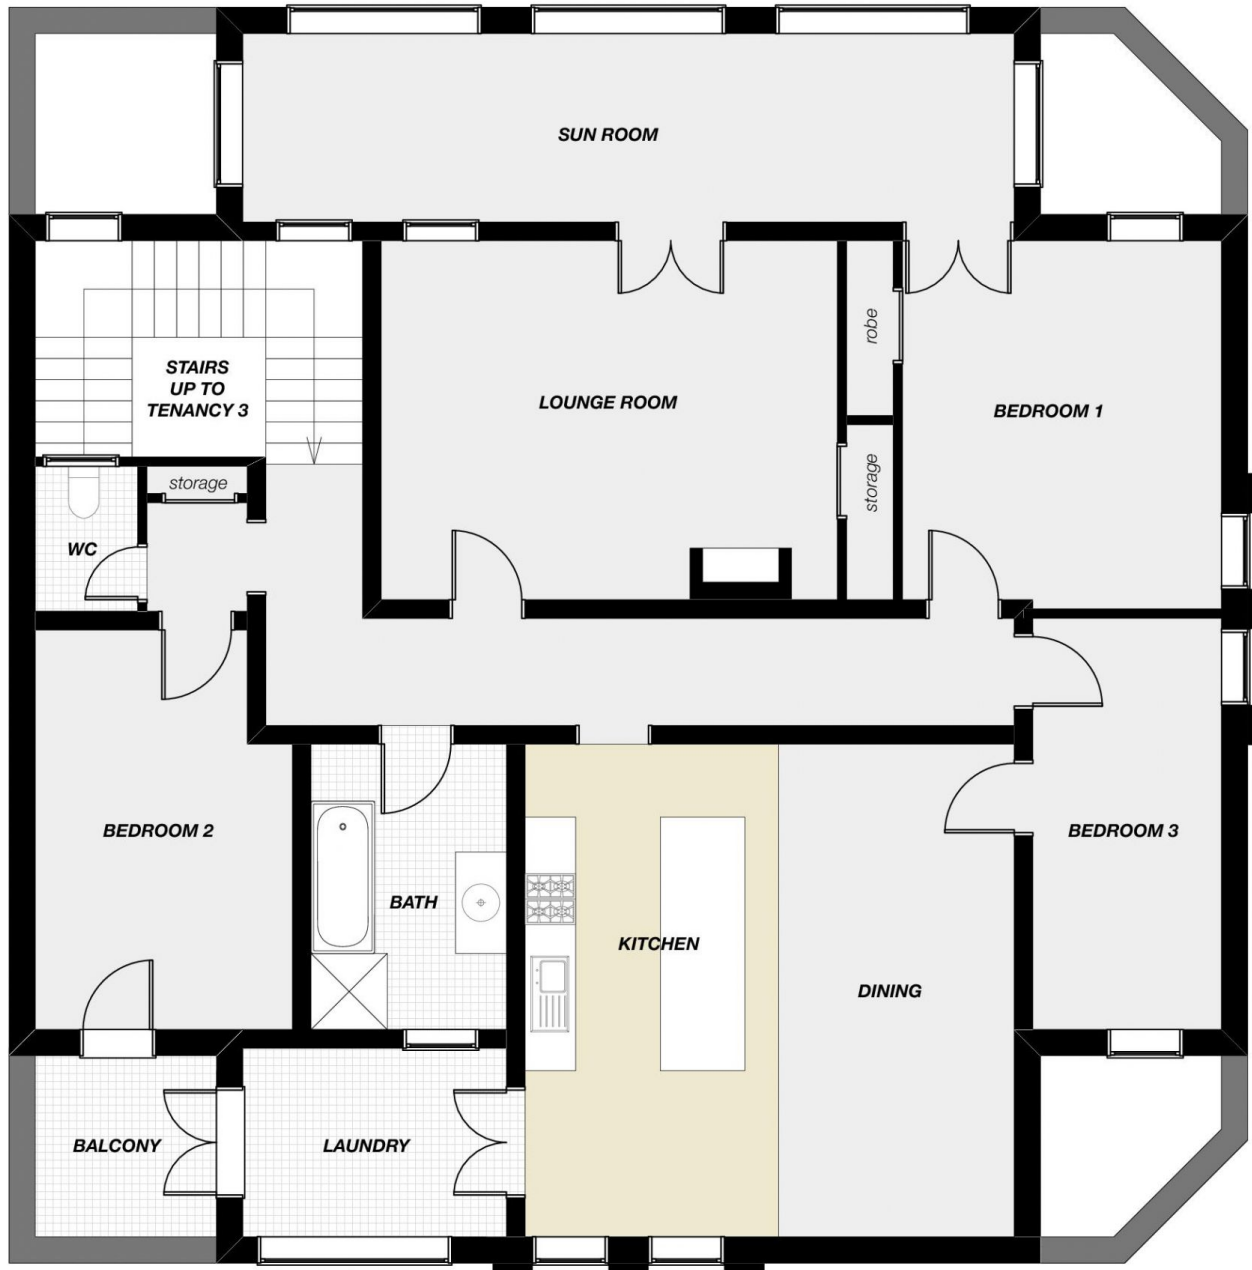 SUN ROOM
STAIRS
UP TO
TENANCY 3
LOUNGE ROOM
robe
BEDROOM 1
storage
storage
WC
BEDROOM 2
BATH
KITCHEN
DINING
BEDROOM 3
BALCONY
LAUNDRY